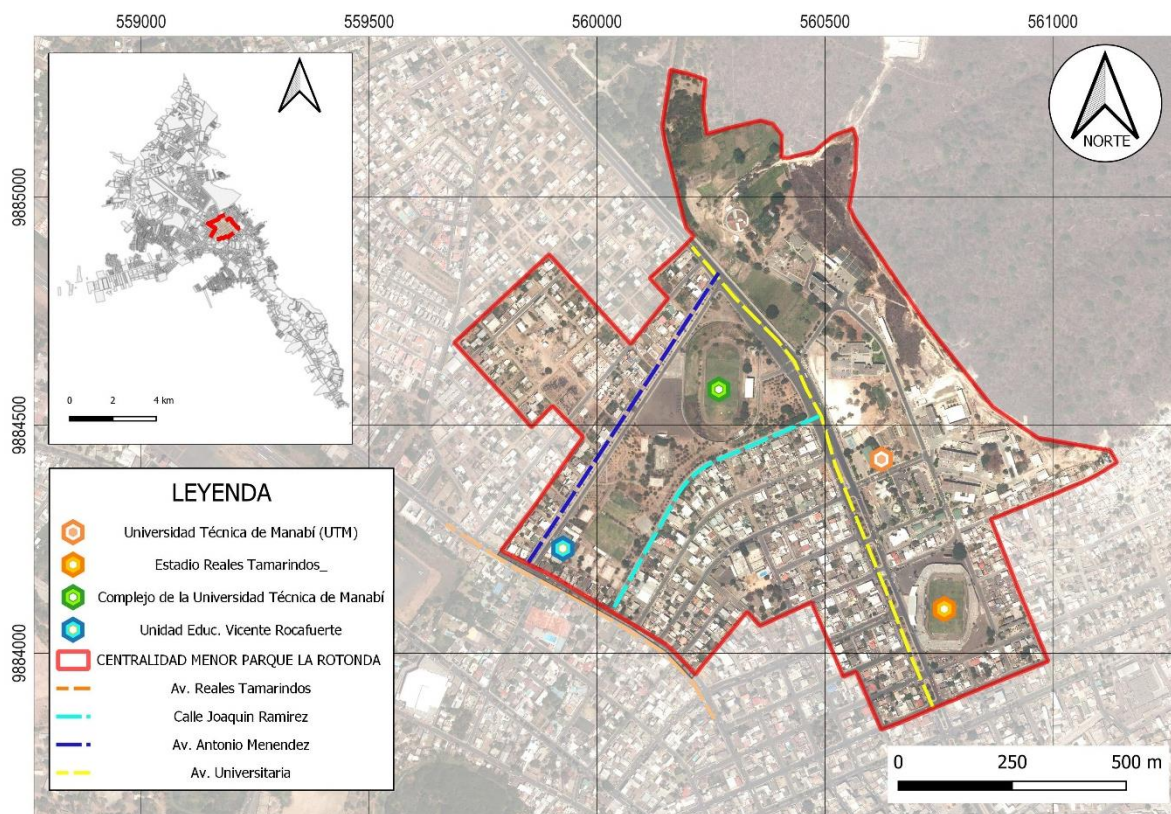 559000 559500 560000 560500 561000
NORTE
9885000
0 2 4 km
9884500
LEYENDA
Universidad Técnica de Manabí (UTM)
Estadio Reales Tamarindos_
Complejo de la Universidad Técnica de Manabí
Unidad Educ. Vicente Rocafuerte
CENTRALIDAD MENOR PARQUE LA ROTONDA
Av. Reales Tamarindos
Calle Joaquin Ramirez
Av. Antonio Menendez
Av. Universitaria
9884000
0 250 500 m